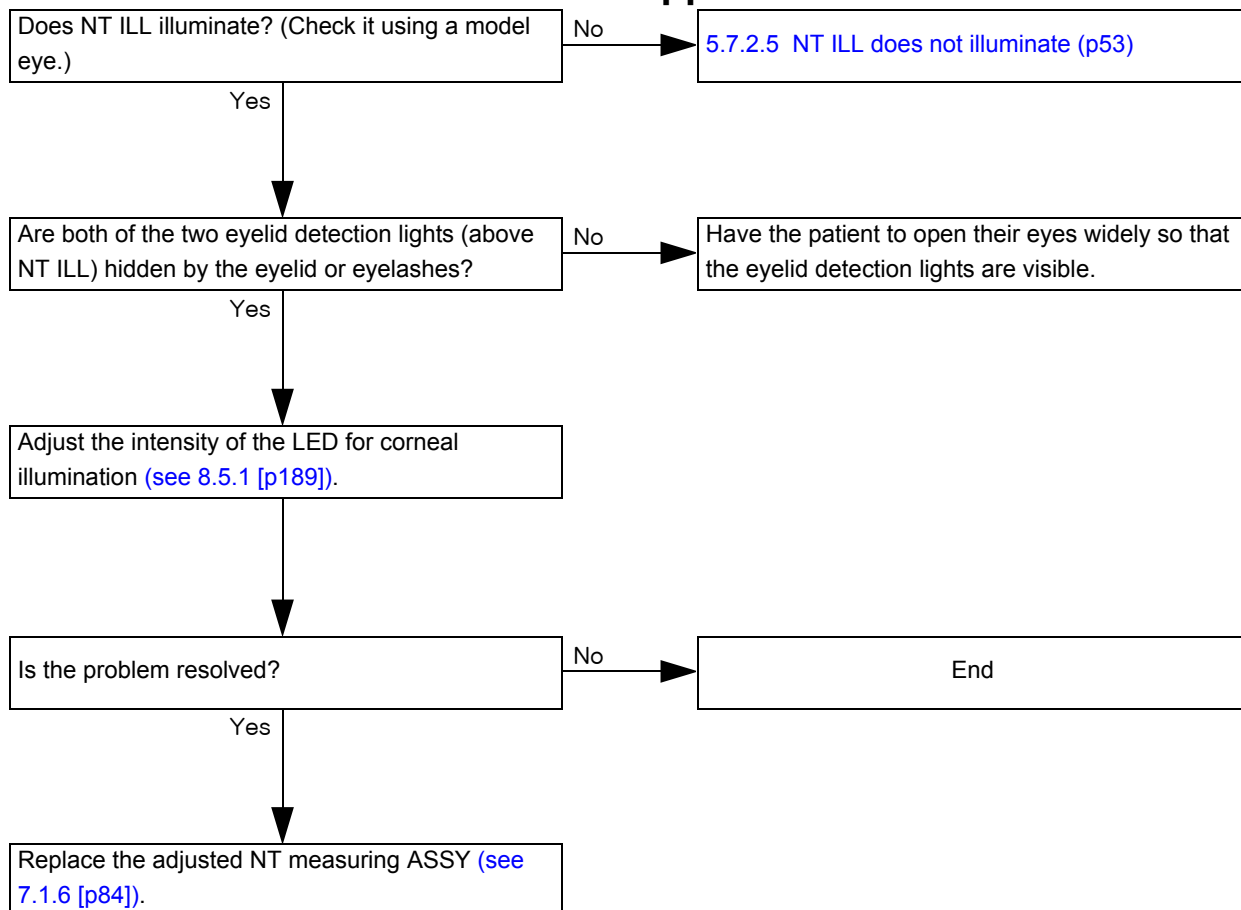 Does NT ILL illuminate? (Check it using a model
eye.)
No
5.7.2.5 NT ILL does not illuminate (p53)
Yes
Are both of the two eyelid detection lights (above
NT ILL) hidden by the eyelid or eyelashes?
No
Have the patient to open their eyes widely so that
the eyelid detection lights are visible.
Yes
Adjust the intensity of the LED for corneal
illumination (see 8.5.1 [p189]).
Is the problem resolved?
No
End
Yes
Replace the adjusted NT measuring ASSY (see
7.1.6 [p84]).